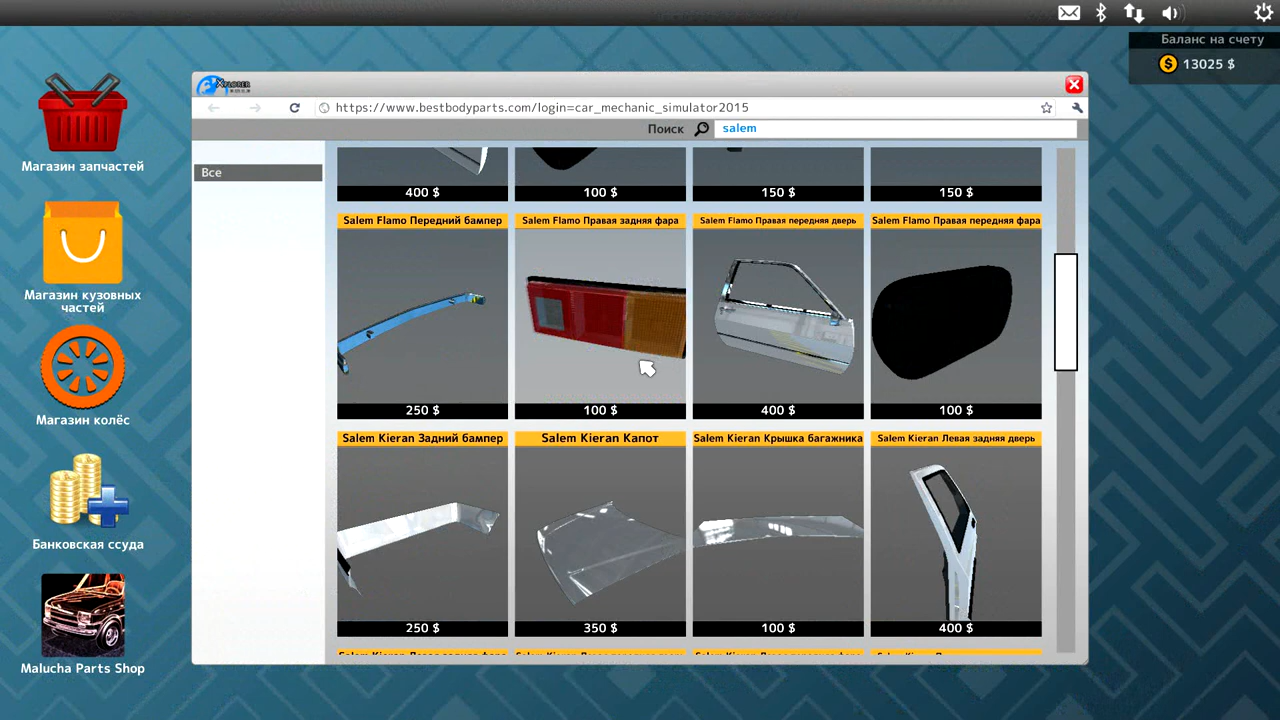 Баланс на счету
13025 $
XPLORER
https://www.bestbodyparts.com/login=car_mechanic_simulator2015
Поиск
salem
Все
400 $
100 $
150 $
150 $
Salem Flamo Передний бампер
Salem Flamo Правая задняя фара
Salem Flamo Правая передняя дверь
Salem Flamo Правая передняя фара
250 $
100 $
400 $
100 $
Salem Kieran Задний бампер
Salem Kieran Капот
Salem Kieran Крышка багажника
Salem Kieran Левая задняя дверь
250 $
350 $
100 $
400 $
Магазин запчастей
Магазин кузовных
частей
Магазин колёс
Банковская ссуда
Malucha Parts Shop